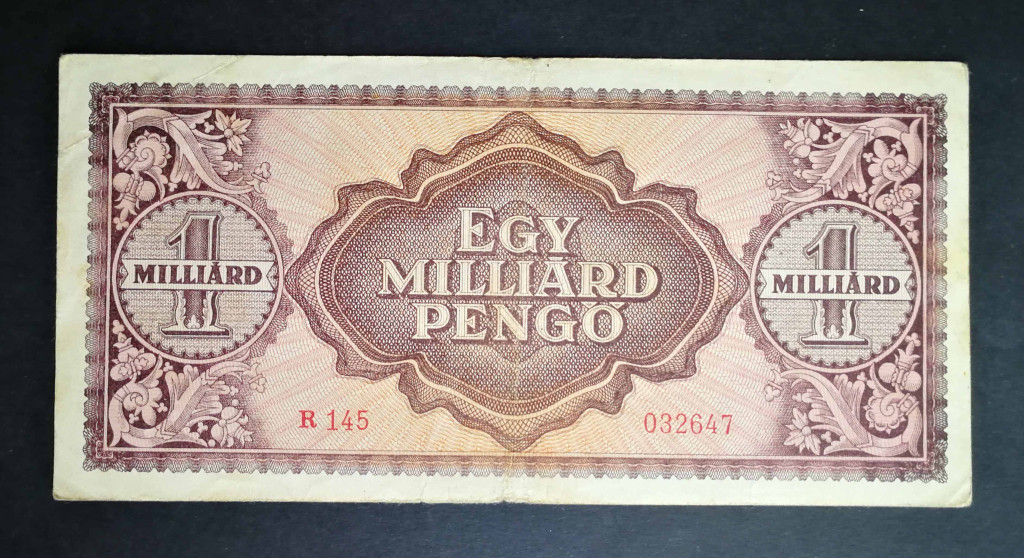 EGY
MILLIÁRD
PENGŐ
1
MILLIÁRD
1
MILLIÁRD
R 145
032647